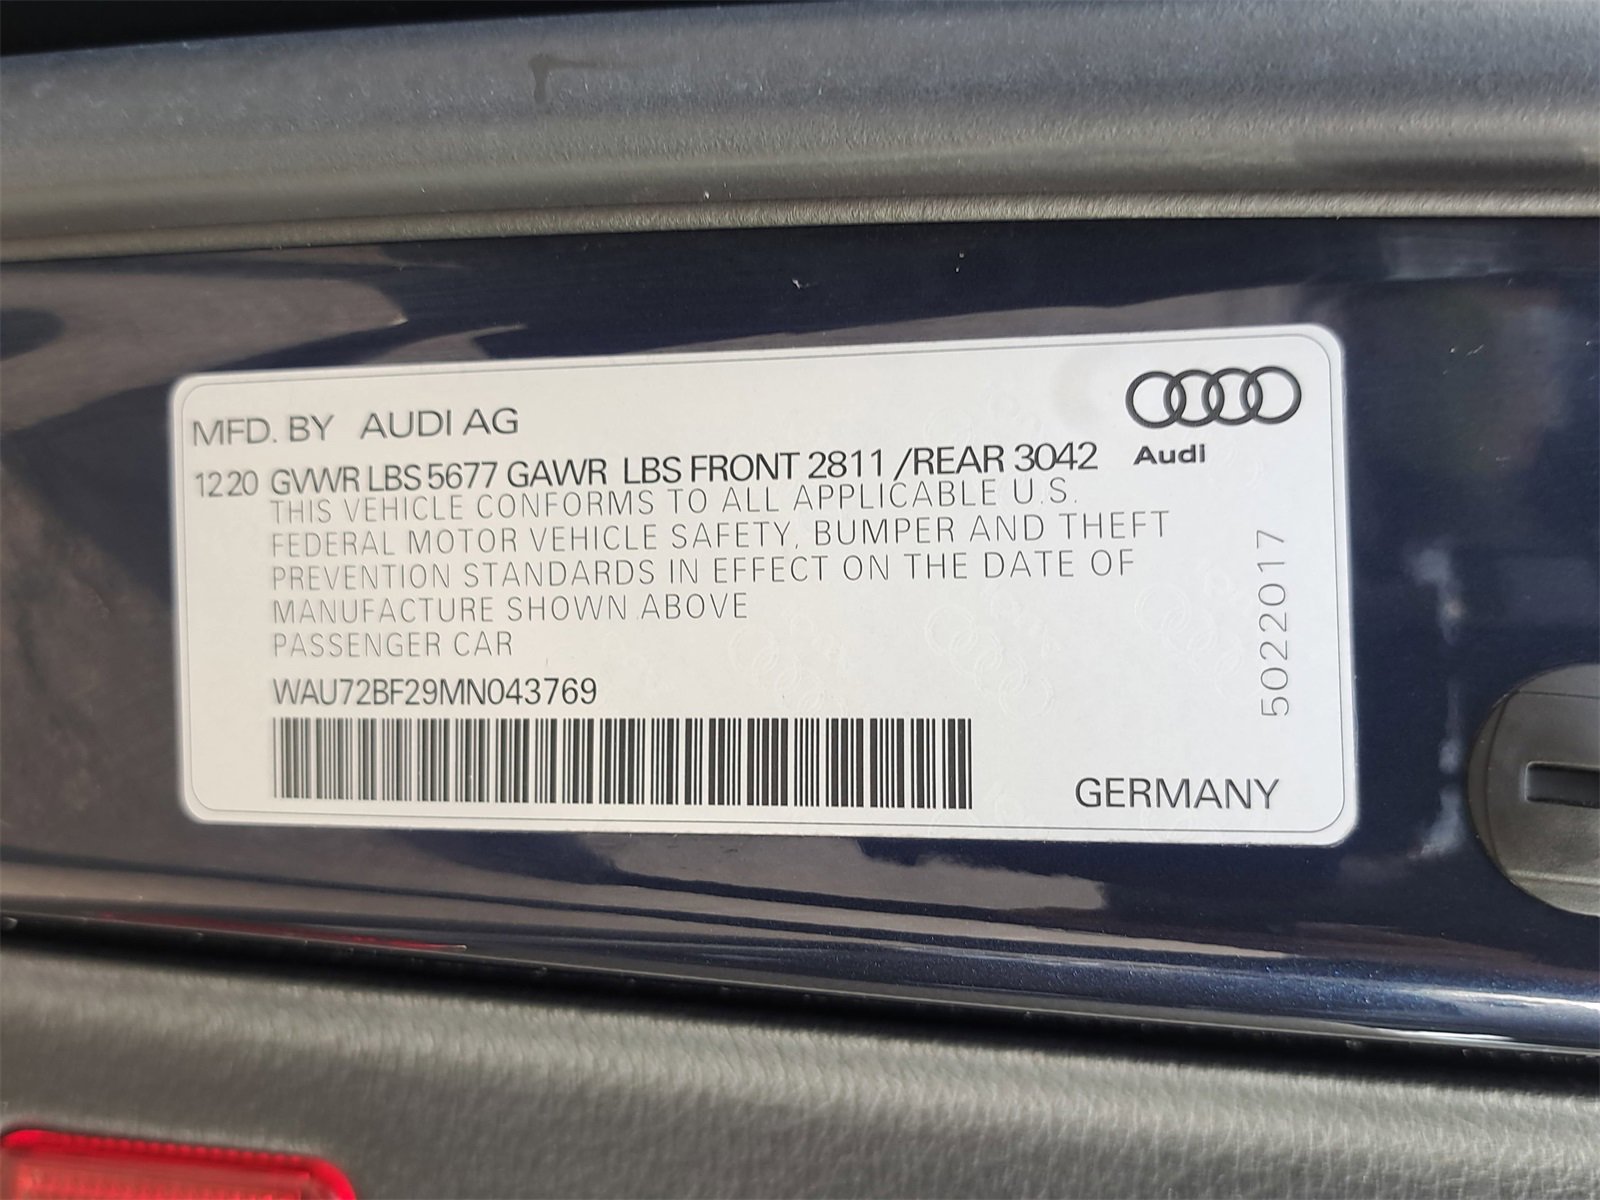 MFD. BY AUDI AG
Audi
1220 GVWR LBS 5677 GAWR LBS FRONT 2811 /REAR 3042
THIS VEHICLE CONFORMS TO ALL APPLICABLE U.S.
FEDERAL MOTOR VEHICLE SAFETY, BUMPER AND THEFT
PREVENTION STANDARDS IN EFFECT ON THE DATE OF
MANUFACTURE SHOWN ABOVE
PASSENGER CAR
WAU72BF29MN043769
5022017
GERMANY